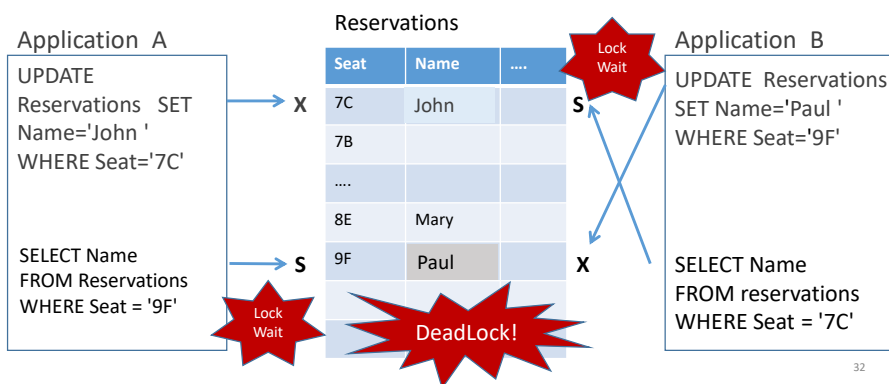 Reservations
Application  A
UPDATE
Reservations   SET
Name='John '
WHERE Seat='7C'
SELECT Name
FROM Reservations
WHERE Seat = '9F'
X
S
Lock
Wait
Seat Name ....
7C John
7B
....
8E Mary
9F Paul
DeadLock!
S
X
Lock
Wait
Application  B
UPDATE  Reservations
SET Name='Paul '
WHERE Seat='9F'
SELECT Name
FROM reservations
WHERE Seat = '7C'
32